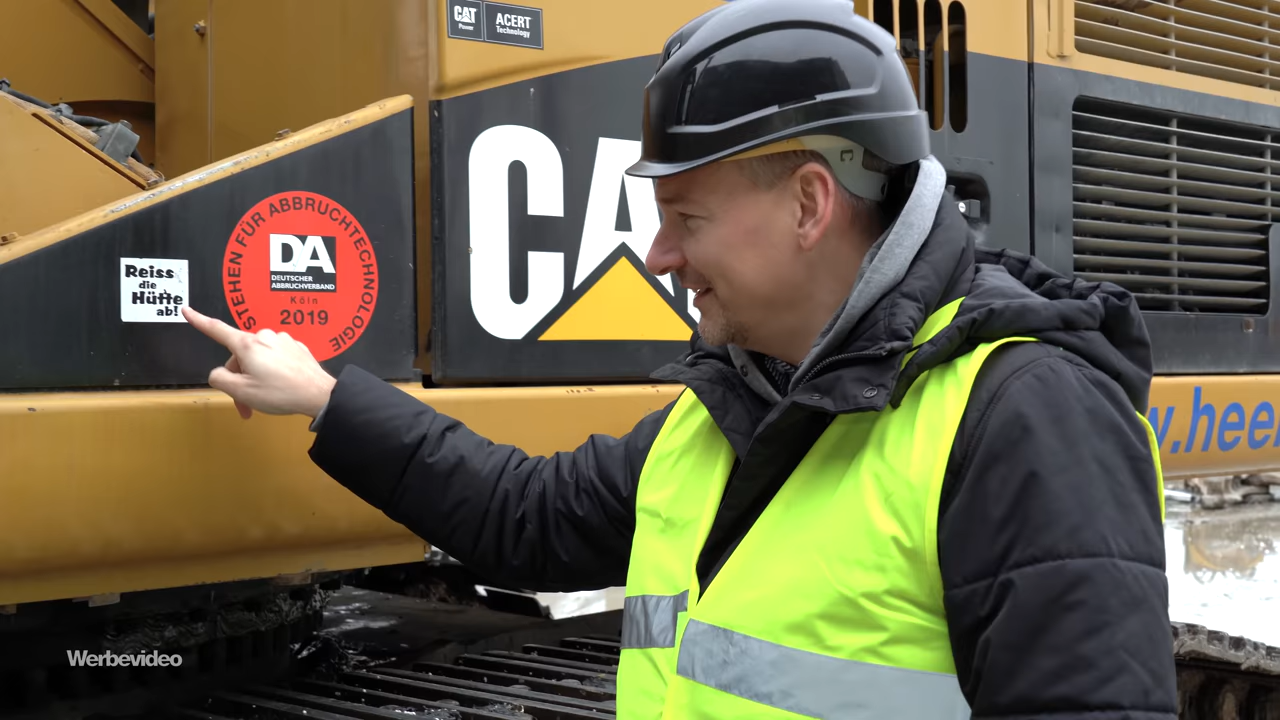 CAT
Power
ACERT
Technology
STEHEN FÜR ABBRUCHTECHNOLOGIE
DA
DEUTSCHER
ABBRUCHVERBAND
Köln
2019
Reiss
die
Hütte
ab!
CA
.hee
Werbevideo